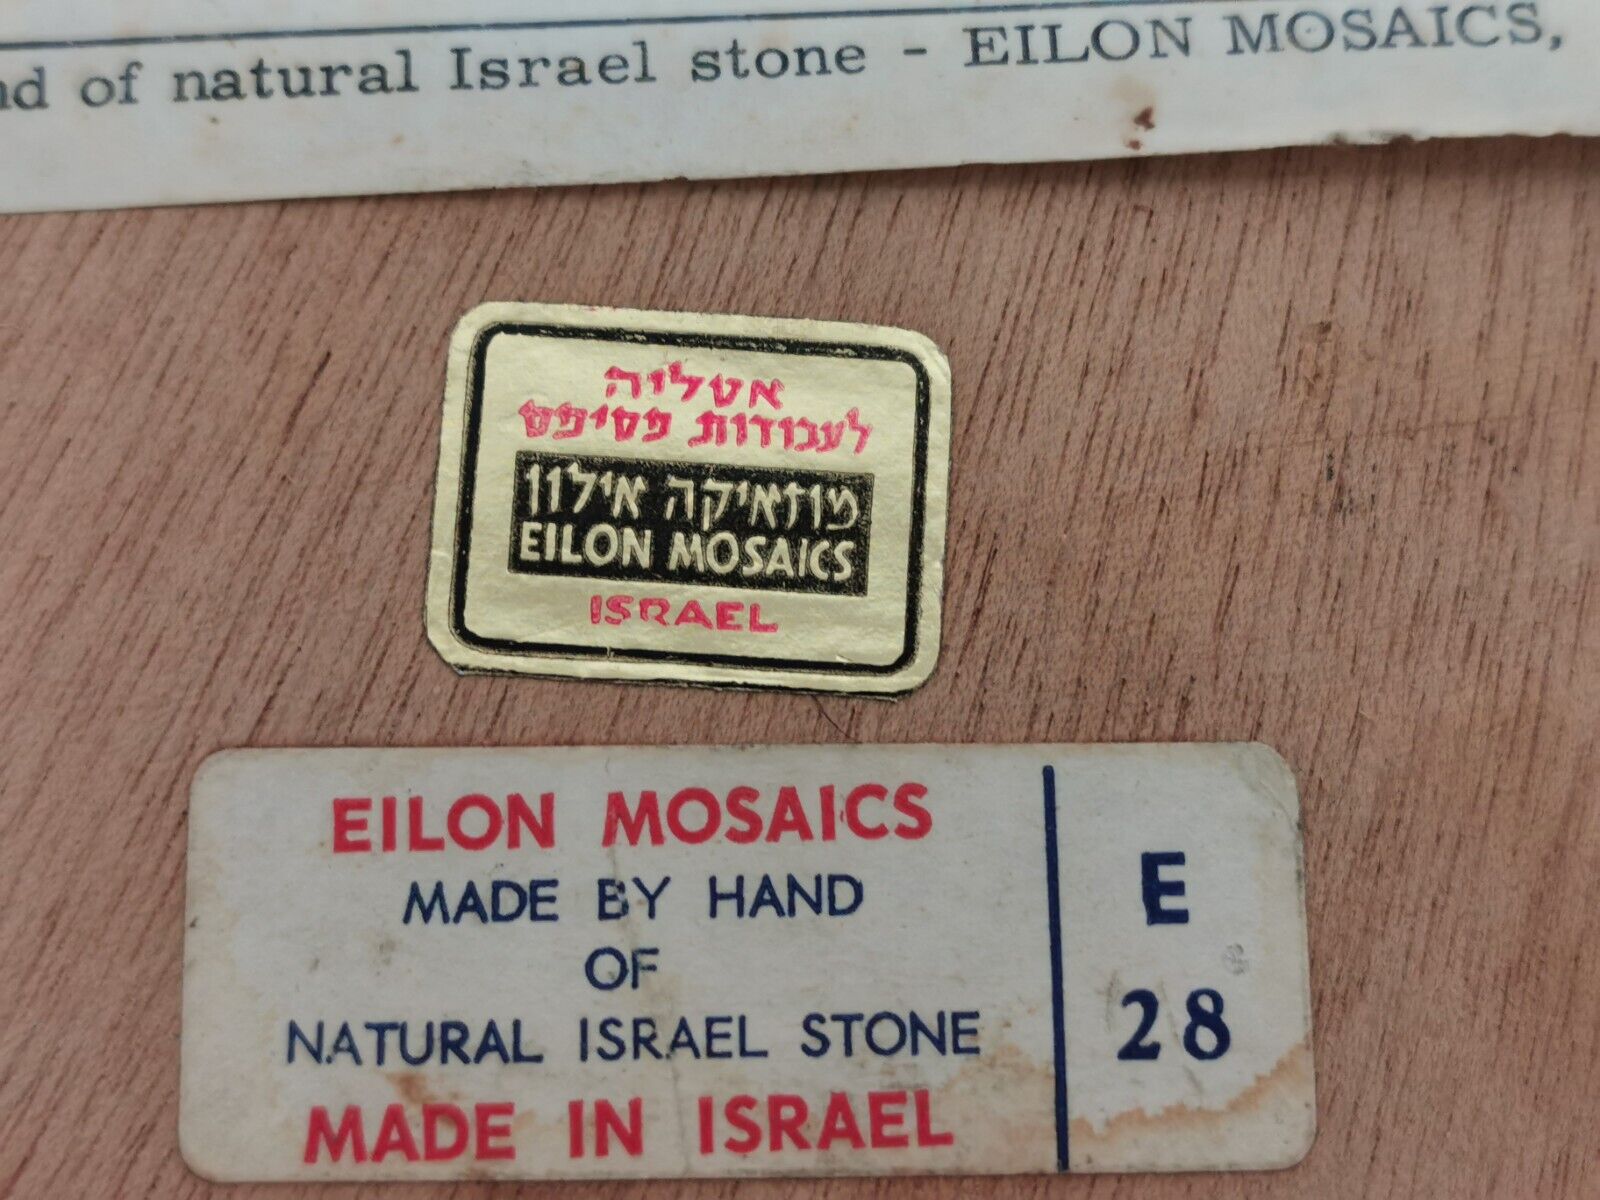 nd of natural Israel stone - EILON MOSAICS,
אטליה
לעבודות פסיפס
מוזאיקה אילון
EILON MOSAICS
ISRAEL
EILON MOSAICS
MADE BY HAND
OF
NATURAL ISRAEL STONE
MADE IN ISRAEL
E
28